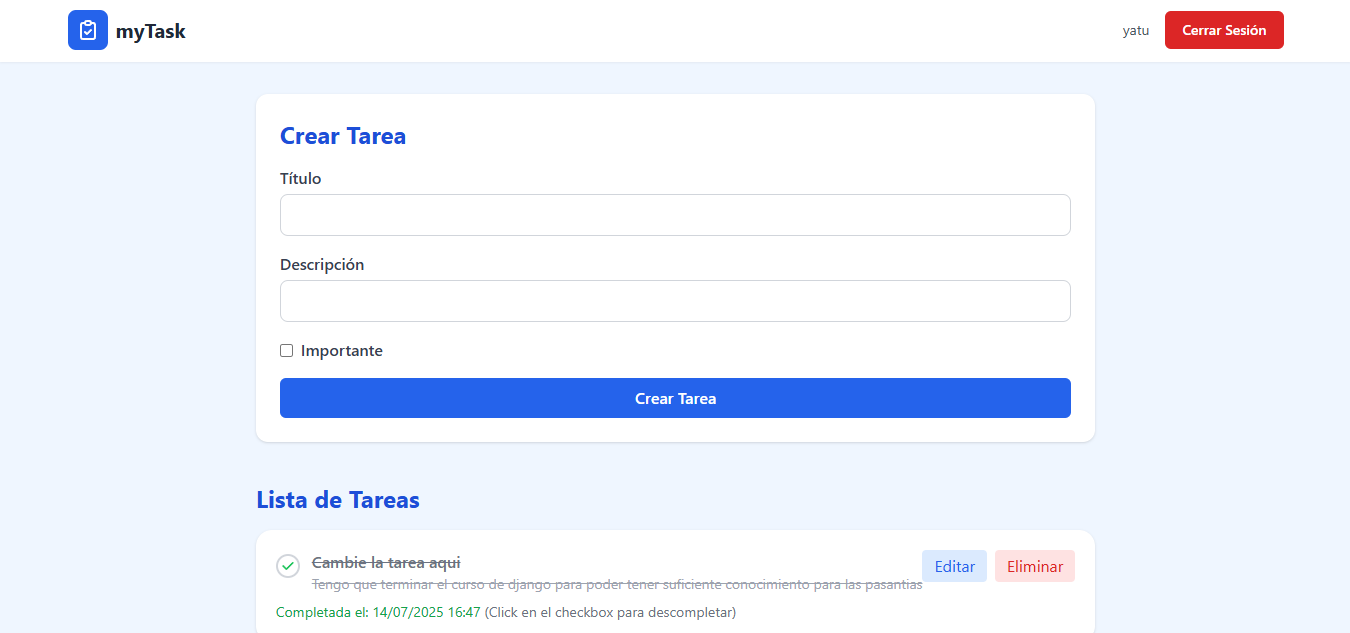 myTask
yatu
Cerrar Sesión
Crear Tarea
Título
Descripción
Importante
Crear Tarea
Lista de Tareas
Cambie la tarea aqui
Editar
Eliminar
Tengo que terminar el curso de django para poder tener suficiente conocimiento para las pasantias
Completada el: 14/07/2025 16:47 (Click en el checkbox para descompletar)